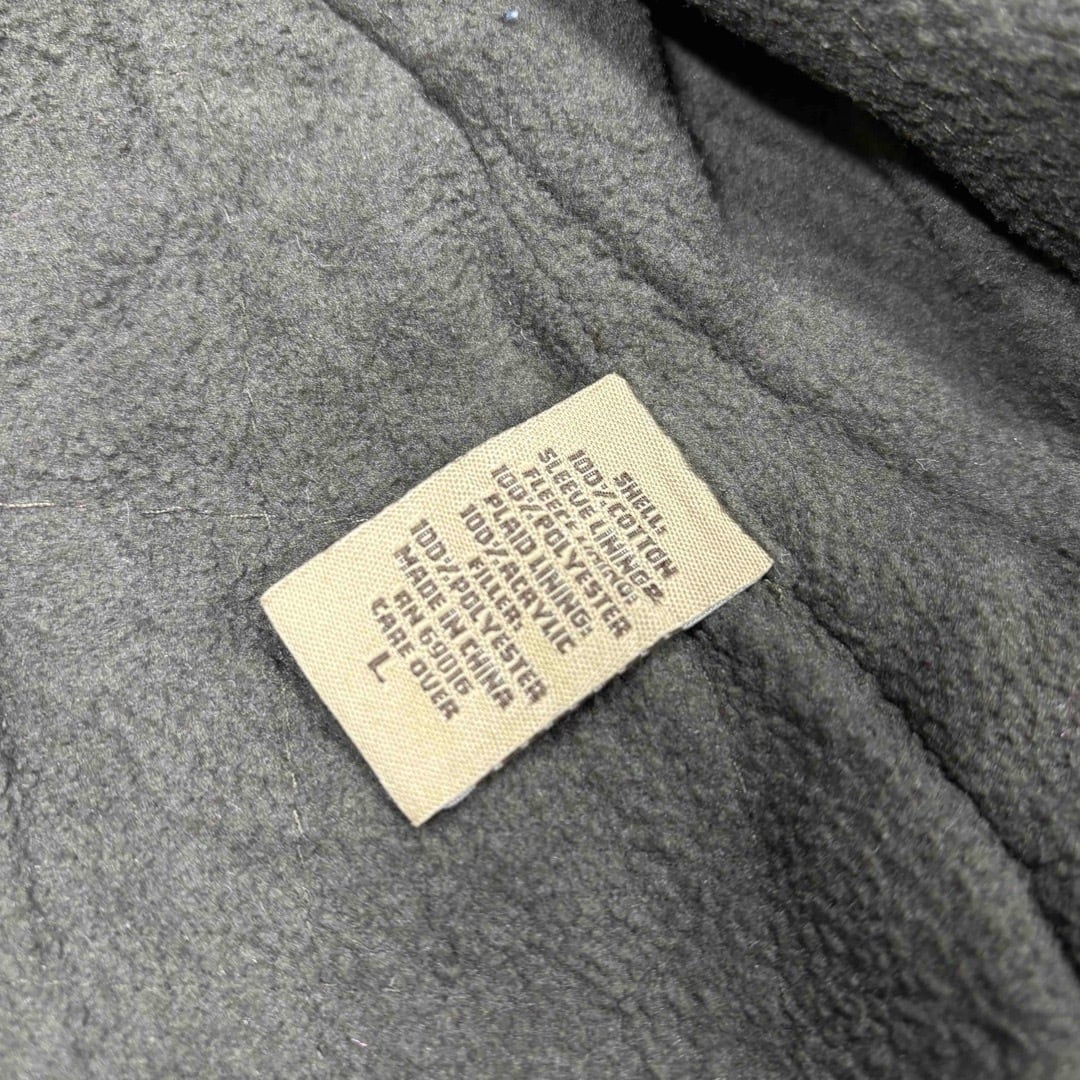 SHELL:
100% COTTON
SLEEVE LINING &
FLEECE LINING:
100% POLYESTER
PLAID LINING:
100% ACRYLIC
FILLER:
100% POLYESTER
MADE IN CHINA
RN 69016
CARE OVER
L